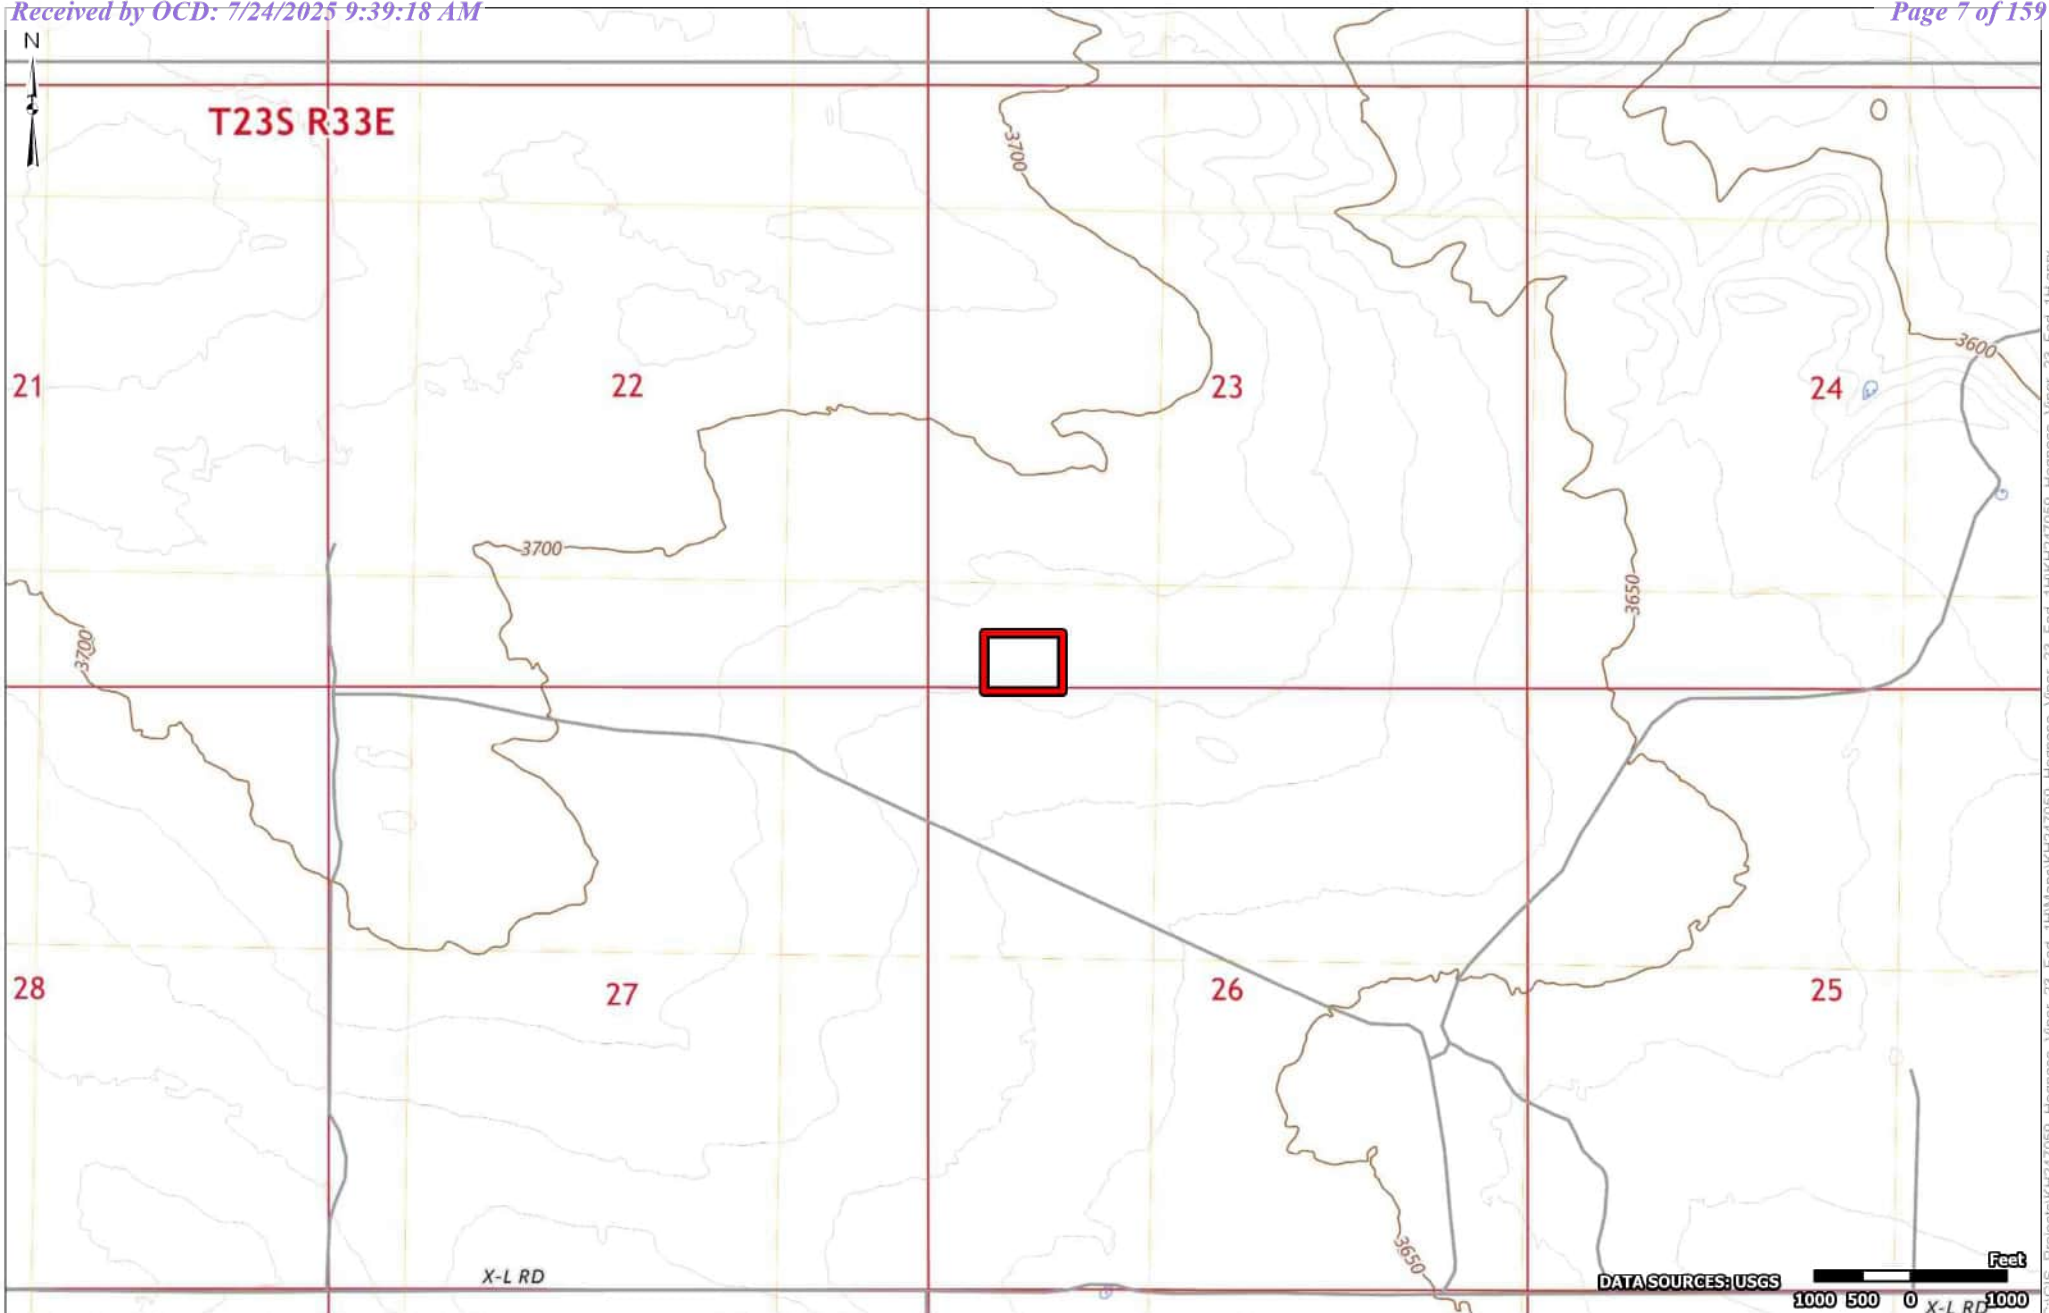 Received by OCD: 7/24/2025 9:39:18 AM
Page 7 of 159
N
T23S R33E
3700
3600
21
22
23
24
3700
3650
3700
28
27
26
25
3650
X-L RD
DATA SOURCES: USGS
Feet
1000 500 0 1000
X-L RD